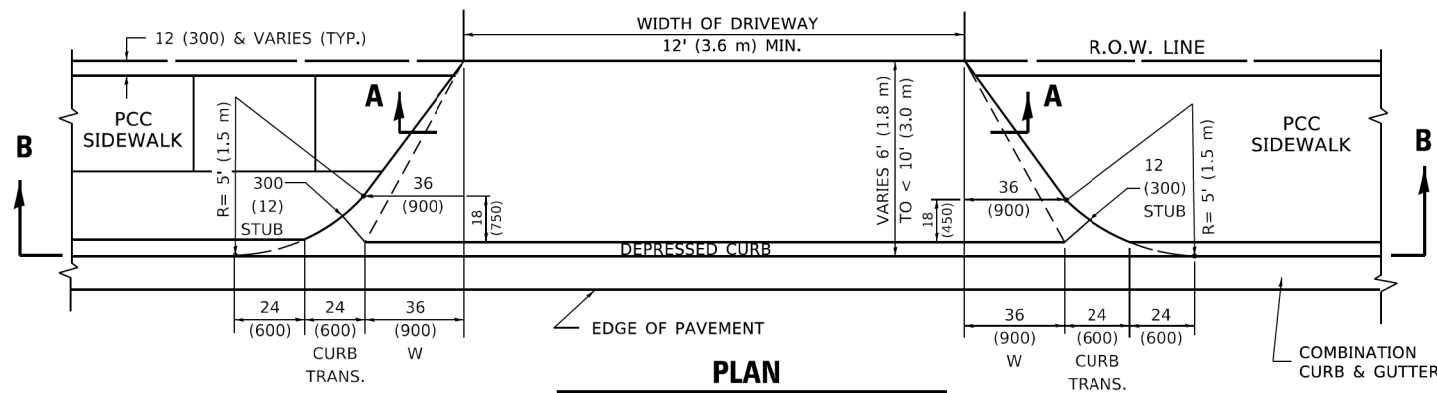 WIDTH OF DRIVEWAY
12' (3.6 m) MIN.
12 (300) & VARIES (TYP.)
R.O.W. LINE
A
A
PCC
SIDEWALK
PCC
SIDEWALK
B
B
R= 5' (1.5 m)
VARIES 6' (1.8 m)
TO < 10' (3.0 m)
R= 5' (1.5 m)
300
(12)
STUB
36
(900)
18
(750)
36
(900)
18
(450)
12
(300)
STUB
DEPRESSED CURB
24
(600)
24
(600)
CURB
TRANS.
36
(900)
W
EDGE OF PAVEMENT
36
(900)
W
24
(600)
CURB
TRANS.
24
(600)
COMBINATION
CURB & GUTTER
PLAN